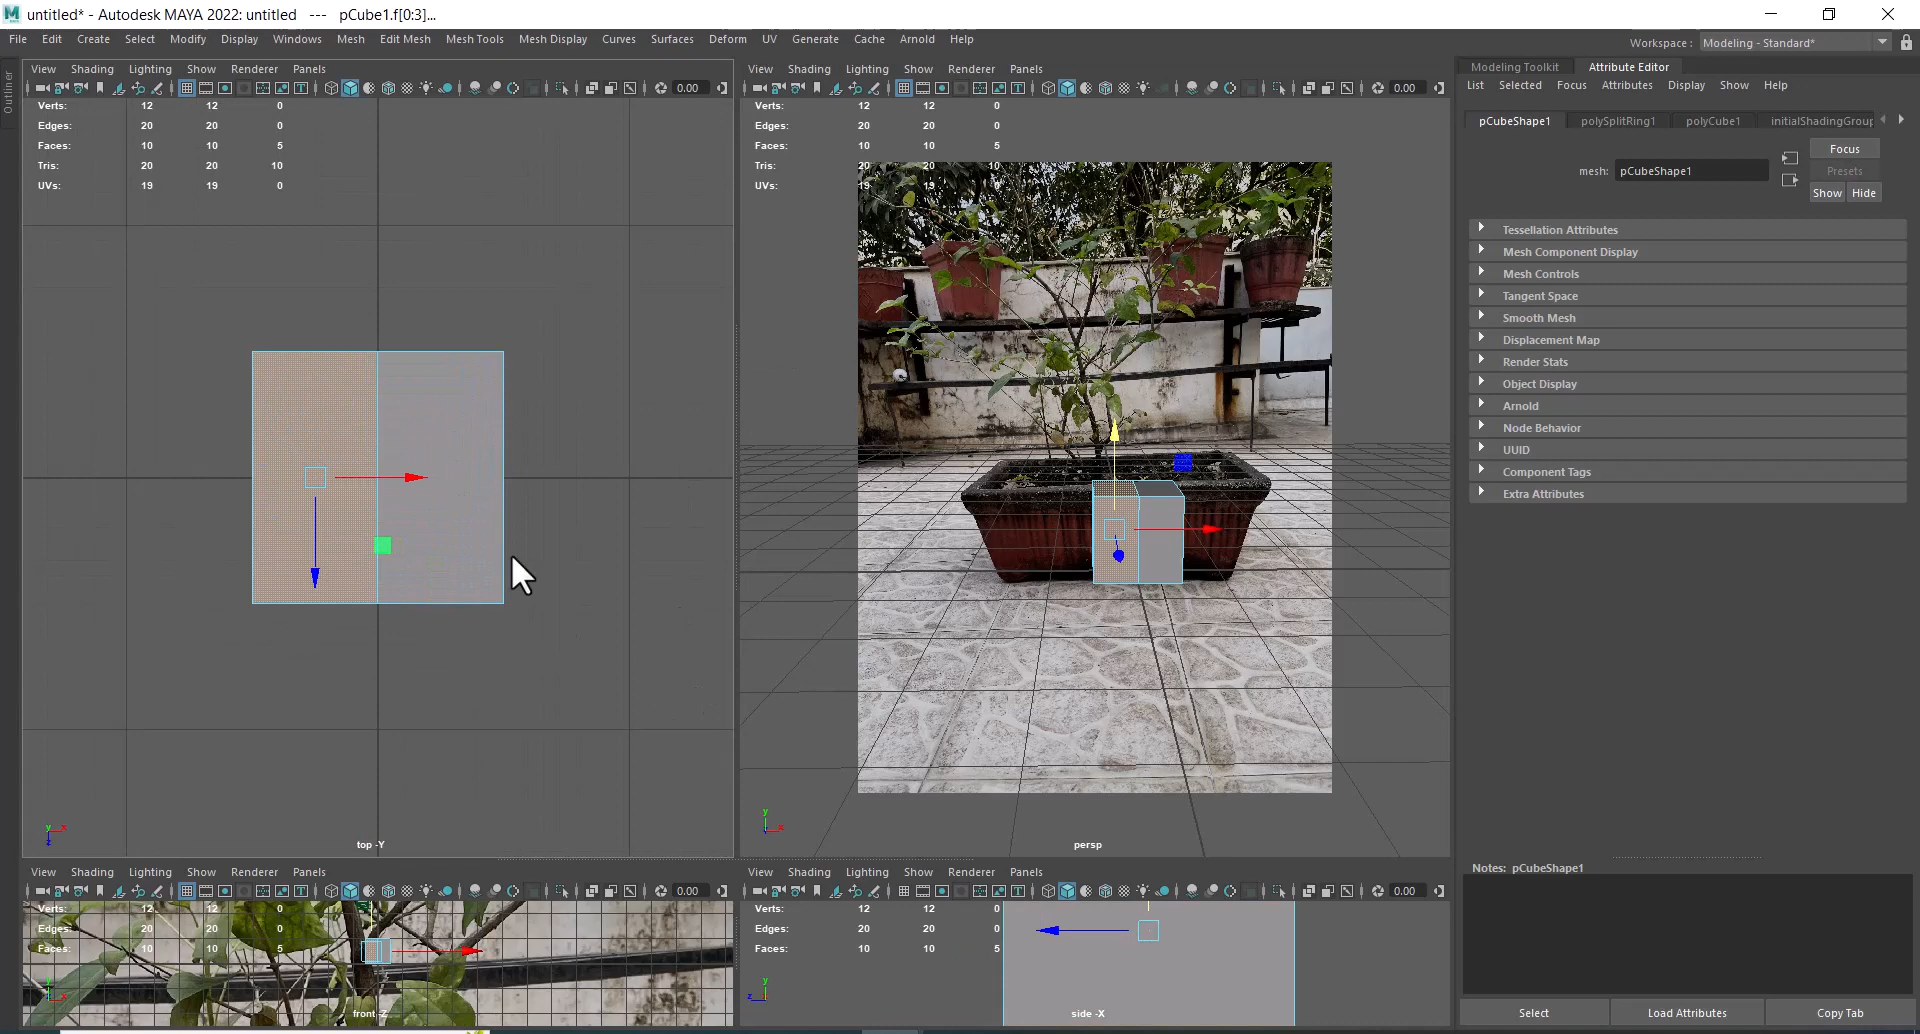 untitled* - Autodesk MAYA 2022: untitled --- pCube1.f[0:3]...
File Edit Create Select Modify Display Windows Mesh Edit Mesh Mesh Tools Mesh Display Curves Surfaces Deform UV Generate Cache Arnold Help
Workspace : Modeling - Standard*
Outliner
View Shading Lighting Show Renderer Panels
0.00
Verts: 12 12 0
Edges: 20 20 0
Faces: 10 10 5
Tris: 20 20 10
UVs: 19 19 0
y x
z
top -Y
View Shading Lighting Show Renderer Panels
0.00
Verts: 12 12 0
Edges: 20 20 0
Faces: 10 10 5
Tris: 20 20 10
UVs: 19 19 0
y
x
persp
View Shading Lighting Show Renderer Panels
0.00
Verts: 12 12 0
Edges: 20 20 0
Faces: 10 10 5
y
x
front -Z
View Shading Lighting Show Renderer Panels
0.00
Verts: 12 12 0
Edges: 20 20 0
Faces: 10 10 5
y
z
side -X
Modeling Toolkit Attribute Editor
List Selected Focus Attributes Display Show Help
pCubeShape1 polySplitRing1 polyCube1 initialShadingGroup
Focus
mesh: pCubeShape1
Presets
Show Hide
Tessellation Attributes
Mesh Component Display
Mesh Controls
Tangent Space
Smooth Mesh
Displacement Map
Render Stats
Object Display
Arnold
Node Behavior
UUID
Component Tags
Extra Attributes
Notes: pCubeShape1
Select Load Attributes Copy Tab